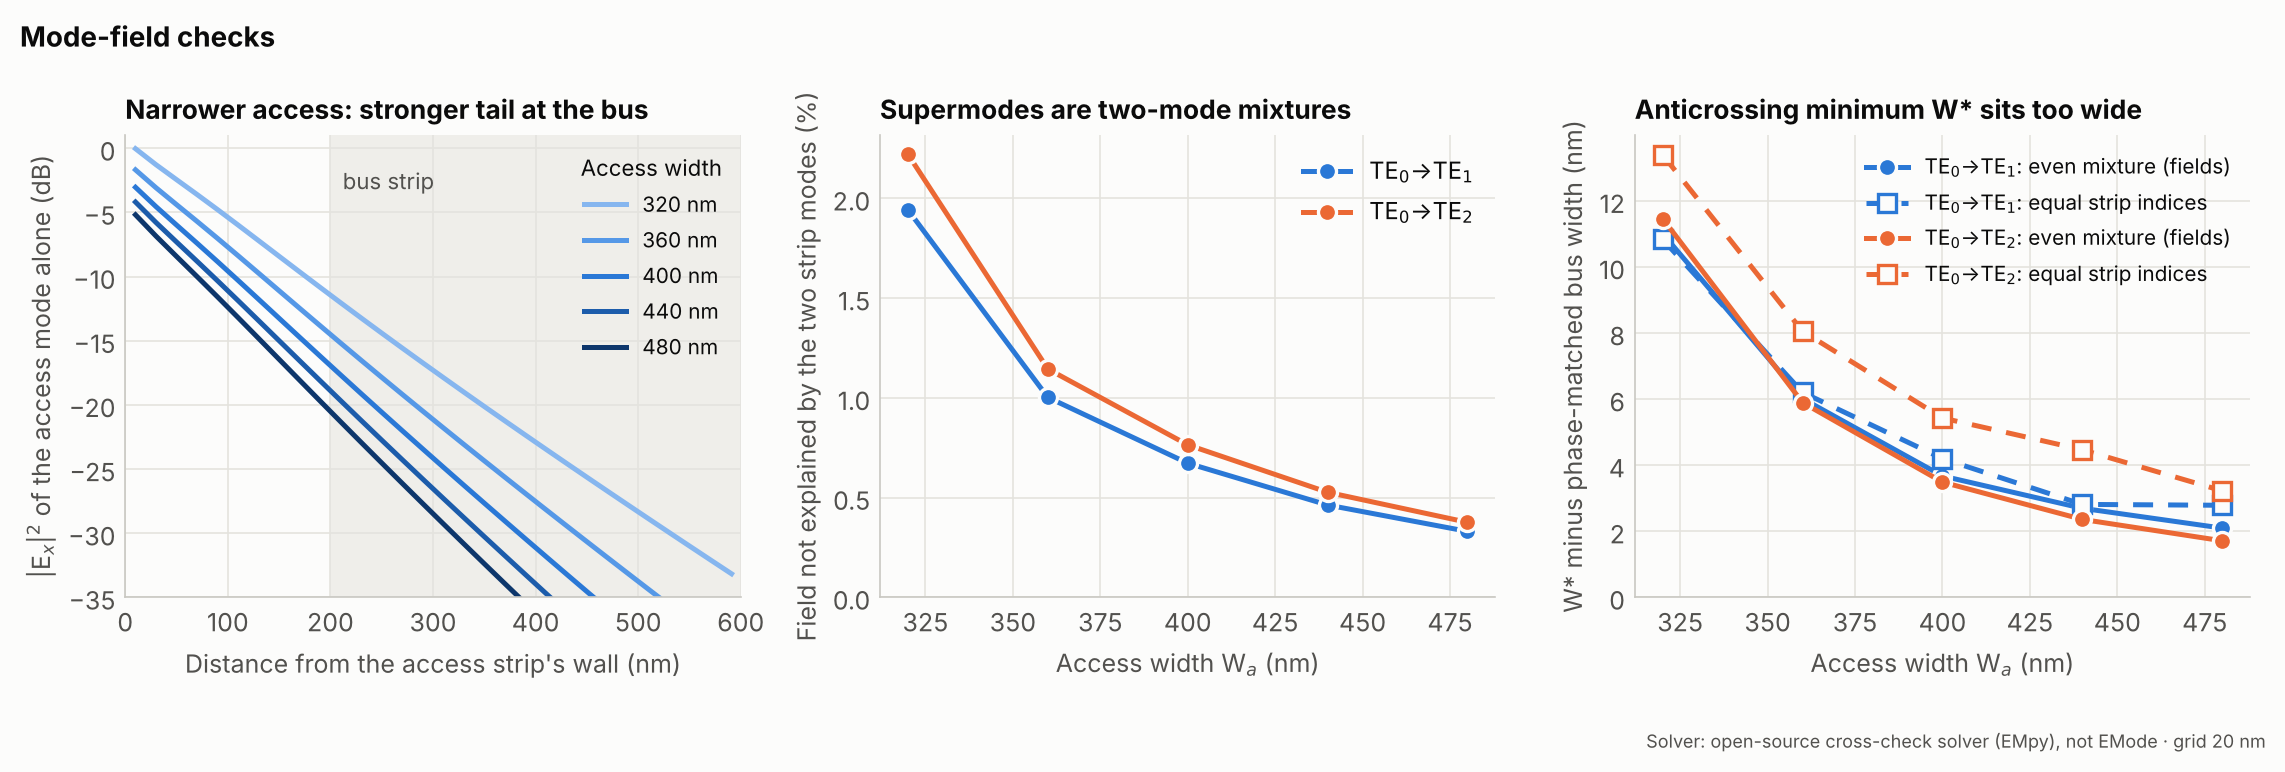 Mode-field checks
Narrower access: stronger tail at the bus
|Eₓ|² of the access mode alone (dB)
0
−5
−10
−15
−20
−25
−30
−35
bus strip
Access width
320 nm
360 nm
400 nm
440 nm
480 nm
0 100 200 300 400 500 600
Distance from the access strip's wall (nm)
Supermodes are two-mode mixtures
Field not explained by the two strip modes (%)
2.0
1.5
1.0
0.5
0.0
TE₀→TE₁
TE₀→TE₂
325 350 375 400 425 450 475
Access width Wₐ (nm)
Anticrossing minimum W* sits too wide
W* minus phase-matched bus width (nm)
12
10
8
6
4
2
0
TE₀→TE₁: even mixture (fields)
TE₀→TE₁: equal strip indices
TE₀→TE₂: even mixture (fields)
TE₀→TE₂: equal strip indices
325 350 375 400 425 450 475
Access width Wₐ (nm)
Solver: open-source cross-check solver (EMpy), not EMode · grid 20 nm